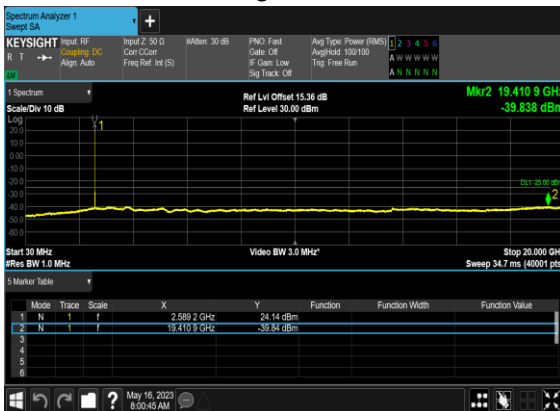 Spectrum Analyzer 1
Swept SA
+
KEYSIGHT Input: RF Input Z: 50 Ω #Atten: 30 dB PNO: Fast Avg Type: Power (RMS) 1 2 3 4 5 6
R T Coupling: DC Corr CCorr Gate: Off Avg|Hold: 100/100 A W W W W W
Align: Auto Freq Ref: Int (S) IF Gain: Low Trig: Free Run
LV Sig Track: Off A N N N N N
1 Spectrum Ref Lvl Offset 15.36 dB Mkr2 19.410 9 GHz
Scale/Div 10 dB Ref Level 30.00 dBm -39.838 dBm
Log
20.0
10.0
0.00
-10.0
-20.0
-30.0
-40.0
-50.0
-60.0
1
DL1 -25.00 dBm
2
Start 30 MHz Video BW 3.0 MHz* Stop 20.000 GHz
#Res BW 1.0 MHz Sweep 34.7 ms (40001 pts)
5 Marker Table
Mode Trace Scale X Y Function Function Width Function Value
1 N 1 f 2.589 2 GHz 24.14 dBm
2 N 1 f 19.410 9 GHz -39.84 dBm
3
4
5
6
? May 16, 2023
8:00:45 AM